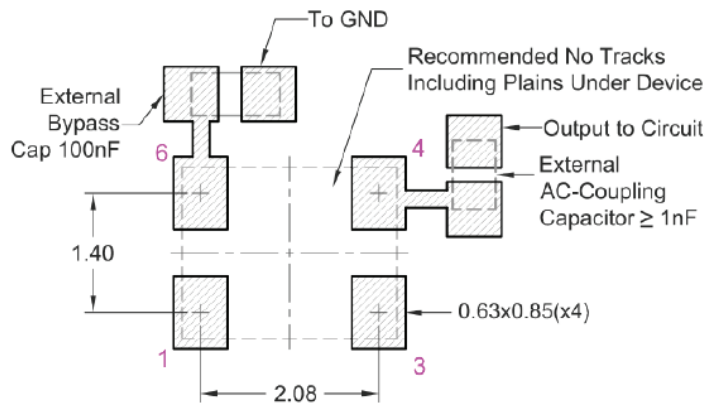 To GND
Recommended No Tracks
Including Plains Under Device
External
Bypass
Cap 100nF
6
4
Output to Circuit
External
AC-Coupling
Capacitor ≥ 1nF
1.40
0.63x0.85(x4)
1
3
2.08